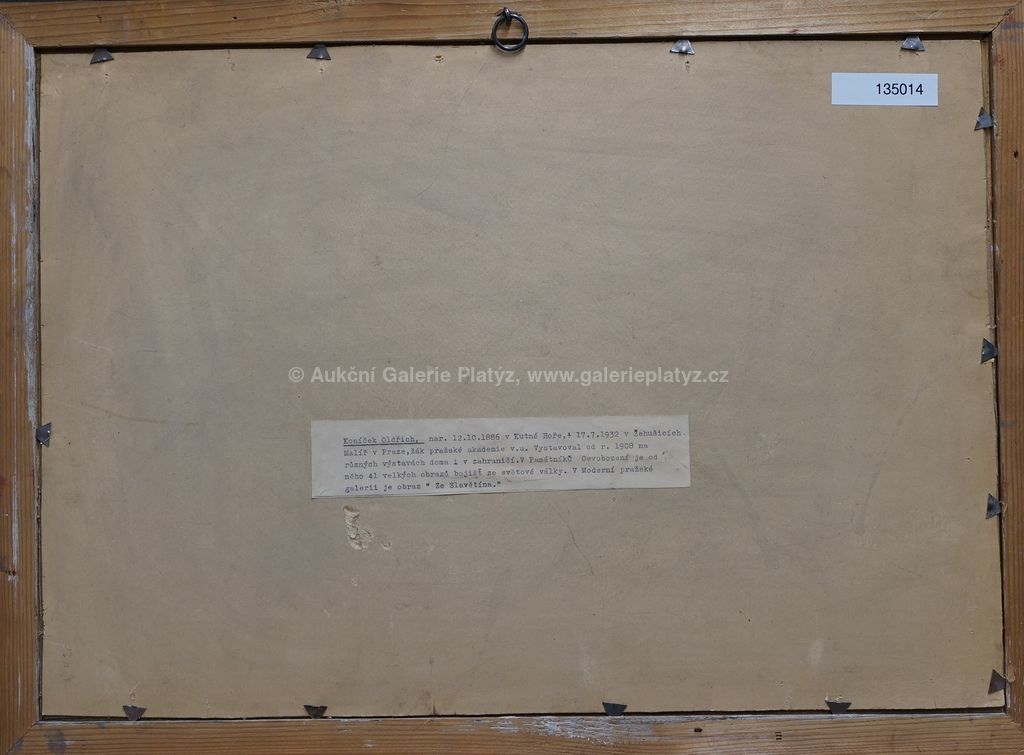 135014
© Aukční Galerie Platýz, www.galerieplatyz.cz
Koníček Oldřich, nar. 12.10.1886 v Kutné Hoře,+ 17.7.1932 v Žehušicích.
Malíř v Praze,žák pražské akademie v.u. Vystavoval od r. 1908 na
různých výstavách doma i v zahraničí.V Památníků Osvobození je od
něho 41 velkých obrazů bojišť ze světové války. V Moderní pražské
galerii je obraz " Ze Slavětína."